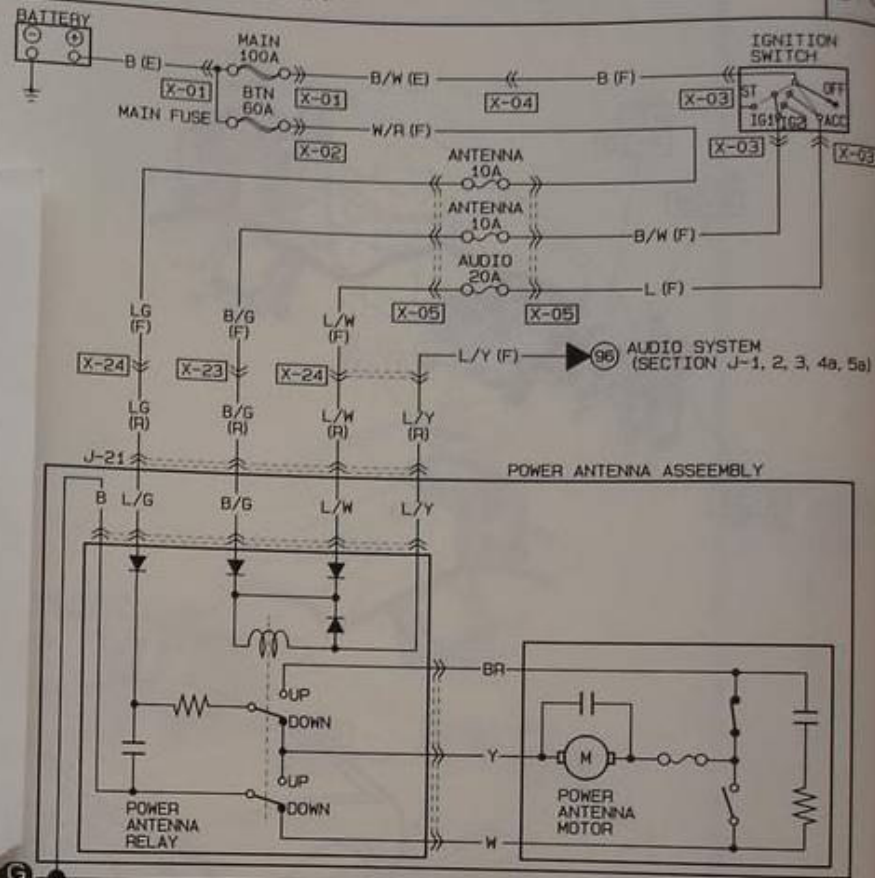 BATTERY
B (E)
X-01
MAIN
100A
X-01
B/W (E)
X-04
B (F)
X-03
IGNITION
SWITCH
ST
OFF
IG1
IG2
ACC
X-03
X-03
MAIN FUSE
BTN
60A
X-02
W/R (F)
ANTENNA
10A
ANTENNA
10A
B/W (F)
AUDIO
20A
L (F)
X-05
X-05
LG
(F)
B/G
(F)
L/W
(F)
L/Y (F)
96
AUDIO SYSTEM
(SECTION J-1, 2, 3, 4a, 5a)
X-24
X-23
X-24
LG
(R)
B/G
(R)
L/W
(R)
L/Y
(R)
J-21
POWER ANTENNA ASSEEMBLY
B
L/G
B/G
L/W
L/Y
BR
UP
DOWN
Y
M
UP
DOWN
W
POWER
ANTENNA
RELAY
POWER
ANTENNA
MOTOR
G